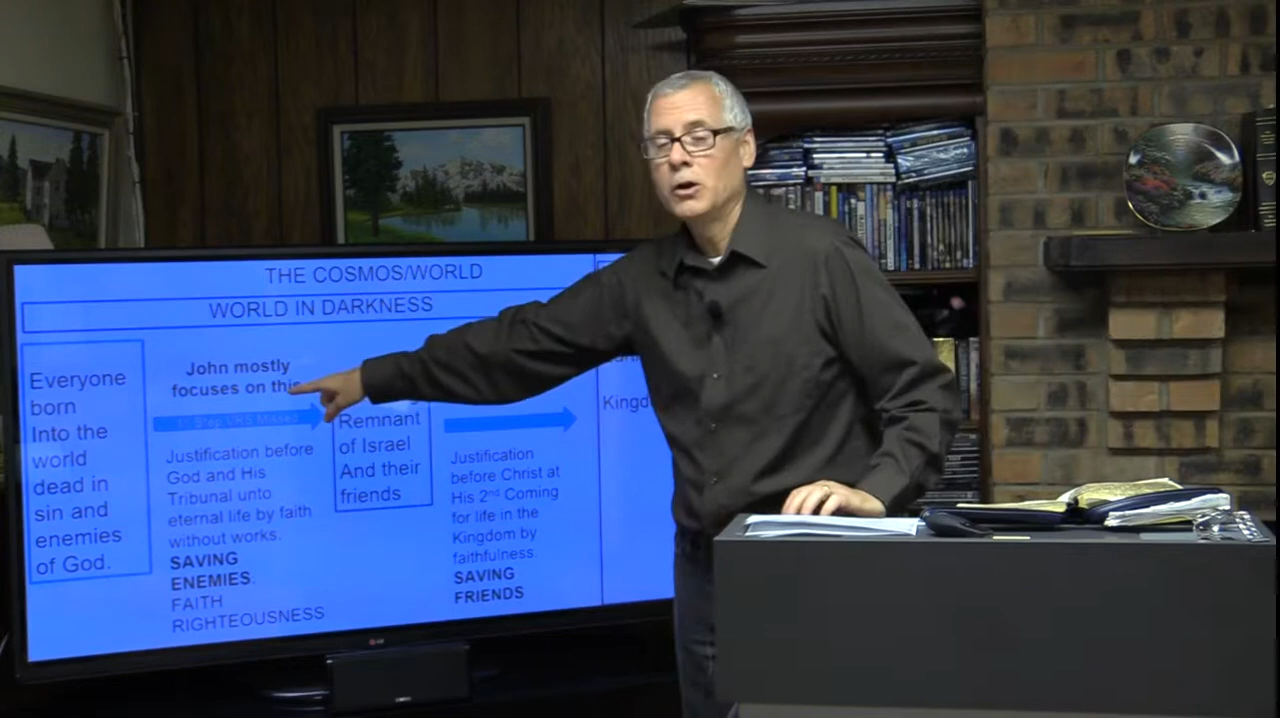 THE COSMOS/WORLD
WORLD IN DARKNESS
Everyone
born
Into the
world
dead in
sin and
enemies
of God.
John mostly
focuses on this
Justification before
God and His
Tribunal unto
eternal life by faith
without works.
SAVING
ENEMIES.
FAITH
RIGHTEOUSNESS
Remnant
of Israel
And their
friends
Justification
before Christ at
His 2nd Coming
for life in the
Kingdom by
faithfulness.
SAVING
FRIENDS
Kingd
LG